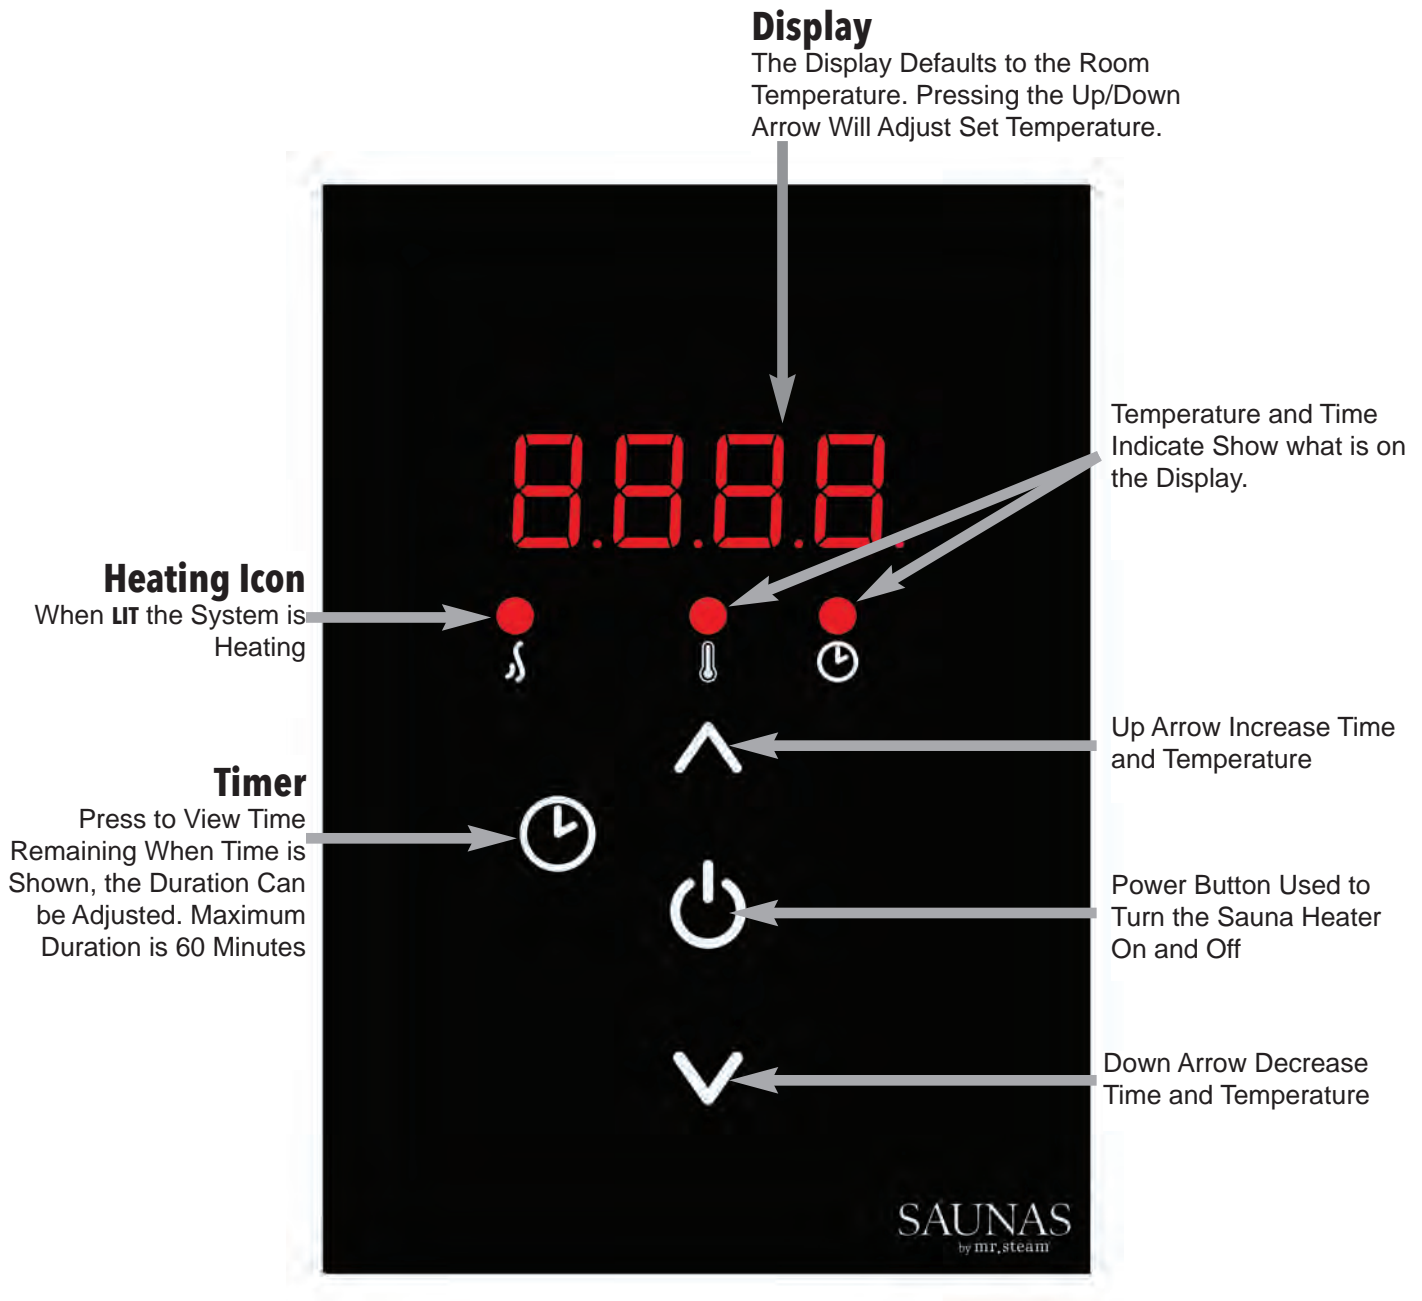 Display
The Display Defaults to the Room
Temperature. Pressing the Up/Down
Arrow Will Adjust Set Temperature.
8.8.8.8.
Temperature and Time
Indicate Show what is on
the Display.
Heating Icon
When LIT the System is
Heating
Up Arrow Increase Time
and Temperature
Timer
Press to View Time
Remaining When Time is
Shown, the Duration Can
be Adjusted. Maximum
Duration is 60 Minutes
Power Button Used to
Turn the Sauna Heater
On and Off
Down Arrow Decrease
Time and Temperature
SAUNAS
by mr.steam